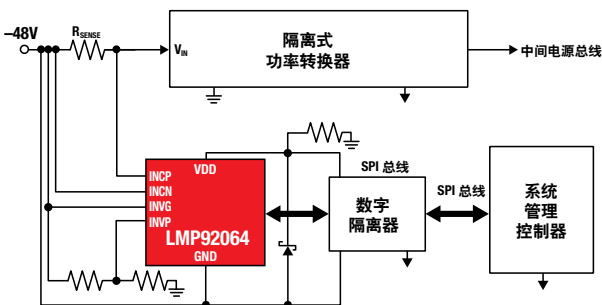 −48V
RSENSE
VIN
隔离式
功率转换器
中间电源总线
INCP
INCN
INVG
INVP
VDD
LMP92064
GND
SPI 总线
数字
隔离器
SPI 总线
系统
管理
控制器